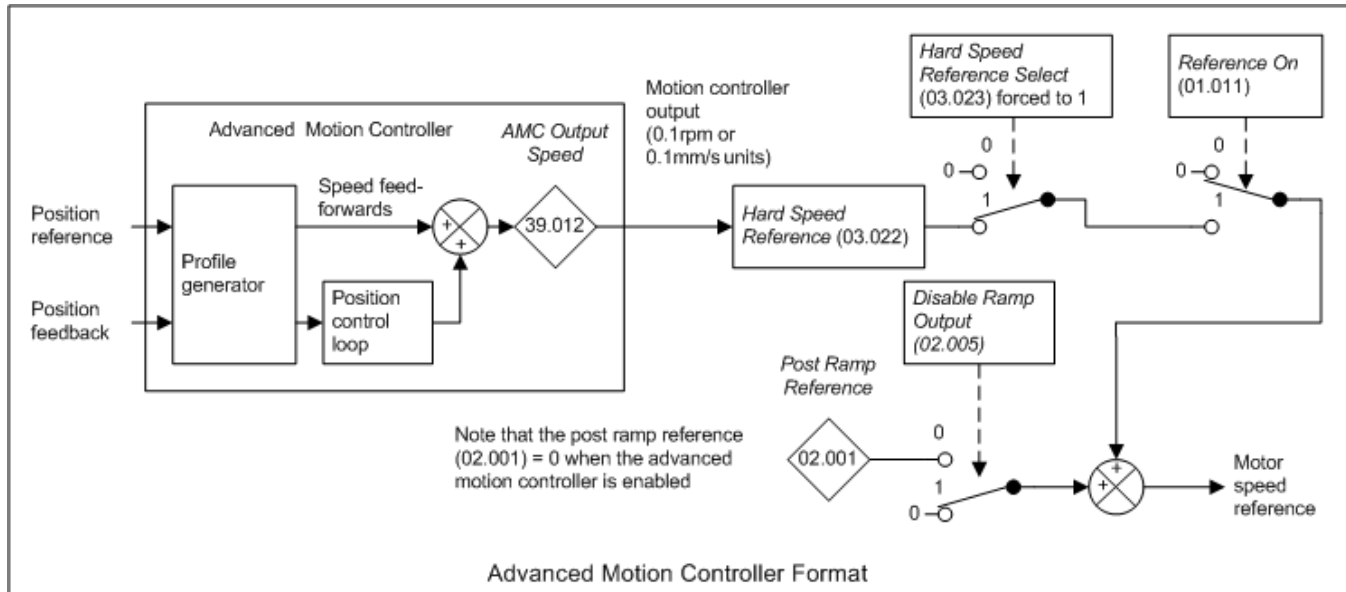 Hard Speed
Reference Select
(03.023) forced to 1
Reference On
(01.011)
Motion controller
output
(0.1rpm or
0.1mm/s units)
Advanced Motion Controller
AMC Output
Speed
Position
reference
Position
feedback
Profile
generator
Speed feed-
forwards
+
+
39.012
Position
control
loop
Hard Speed
Reference (03.022)
0
0
1
0
0
1
Disable Ramp
Output
(02.005)
Post Ramp
Reference
Note that the post ramp reference
(02.001) = 0 when the advanced
motion controller is enabled
02.001
0
1
0
+
+
Motor
speed
reference
Advanced Motion Controller Format